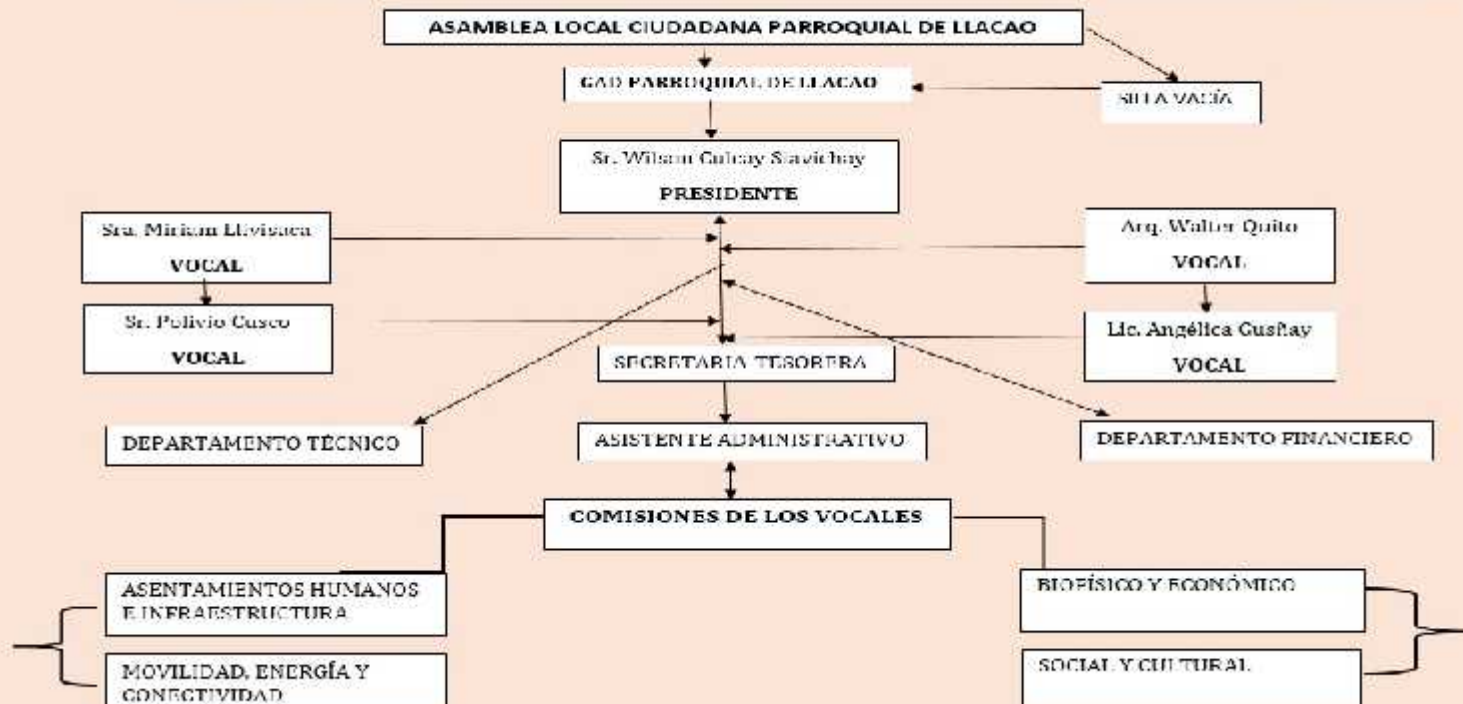 ASAMBLEA LOCAL CIUDADANA PARROQUIAL DE LLACAO
GAD PARROQUIAL DE LLACAO
SILLA VACÍA
Sr. Wilson Culcay Siavichay
PRESIDENTE
Sra. Miriam Llivisaca
VOCAL
Arq. Walter Quito
VOCAL
Sr. Polivio Cusco
VOCAL
Lic. Angélica Guñay
VOCAL
SECRETARIA TESORERA
DEPARTAMENTO TÉCNICO
ASISTENTE ADMINISTRATIVO
DEPARTAMENTO FINANCIERO
COMISIONES DE LOS VOCALES
ASENTAMIENTOS HUMANOS
E INFRAESTRUCTURA
BIOFÍSICO Y ECONÓMICO
MOVILIDAD, ENERGÍA Y
CONECTIVIDAD
SOCIAL Y CULTURAL